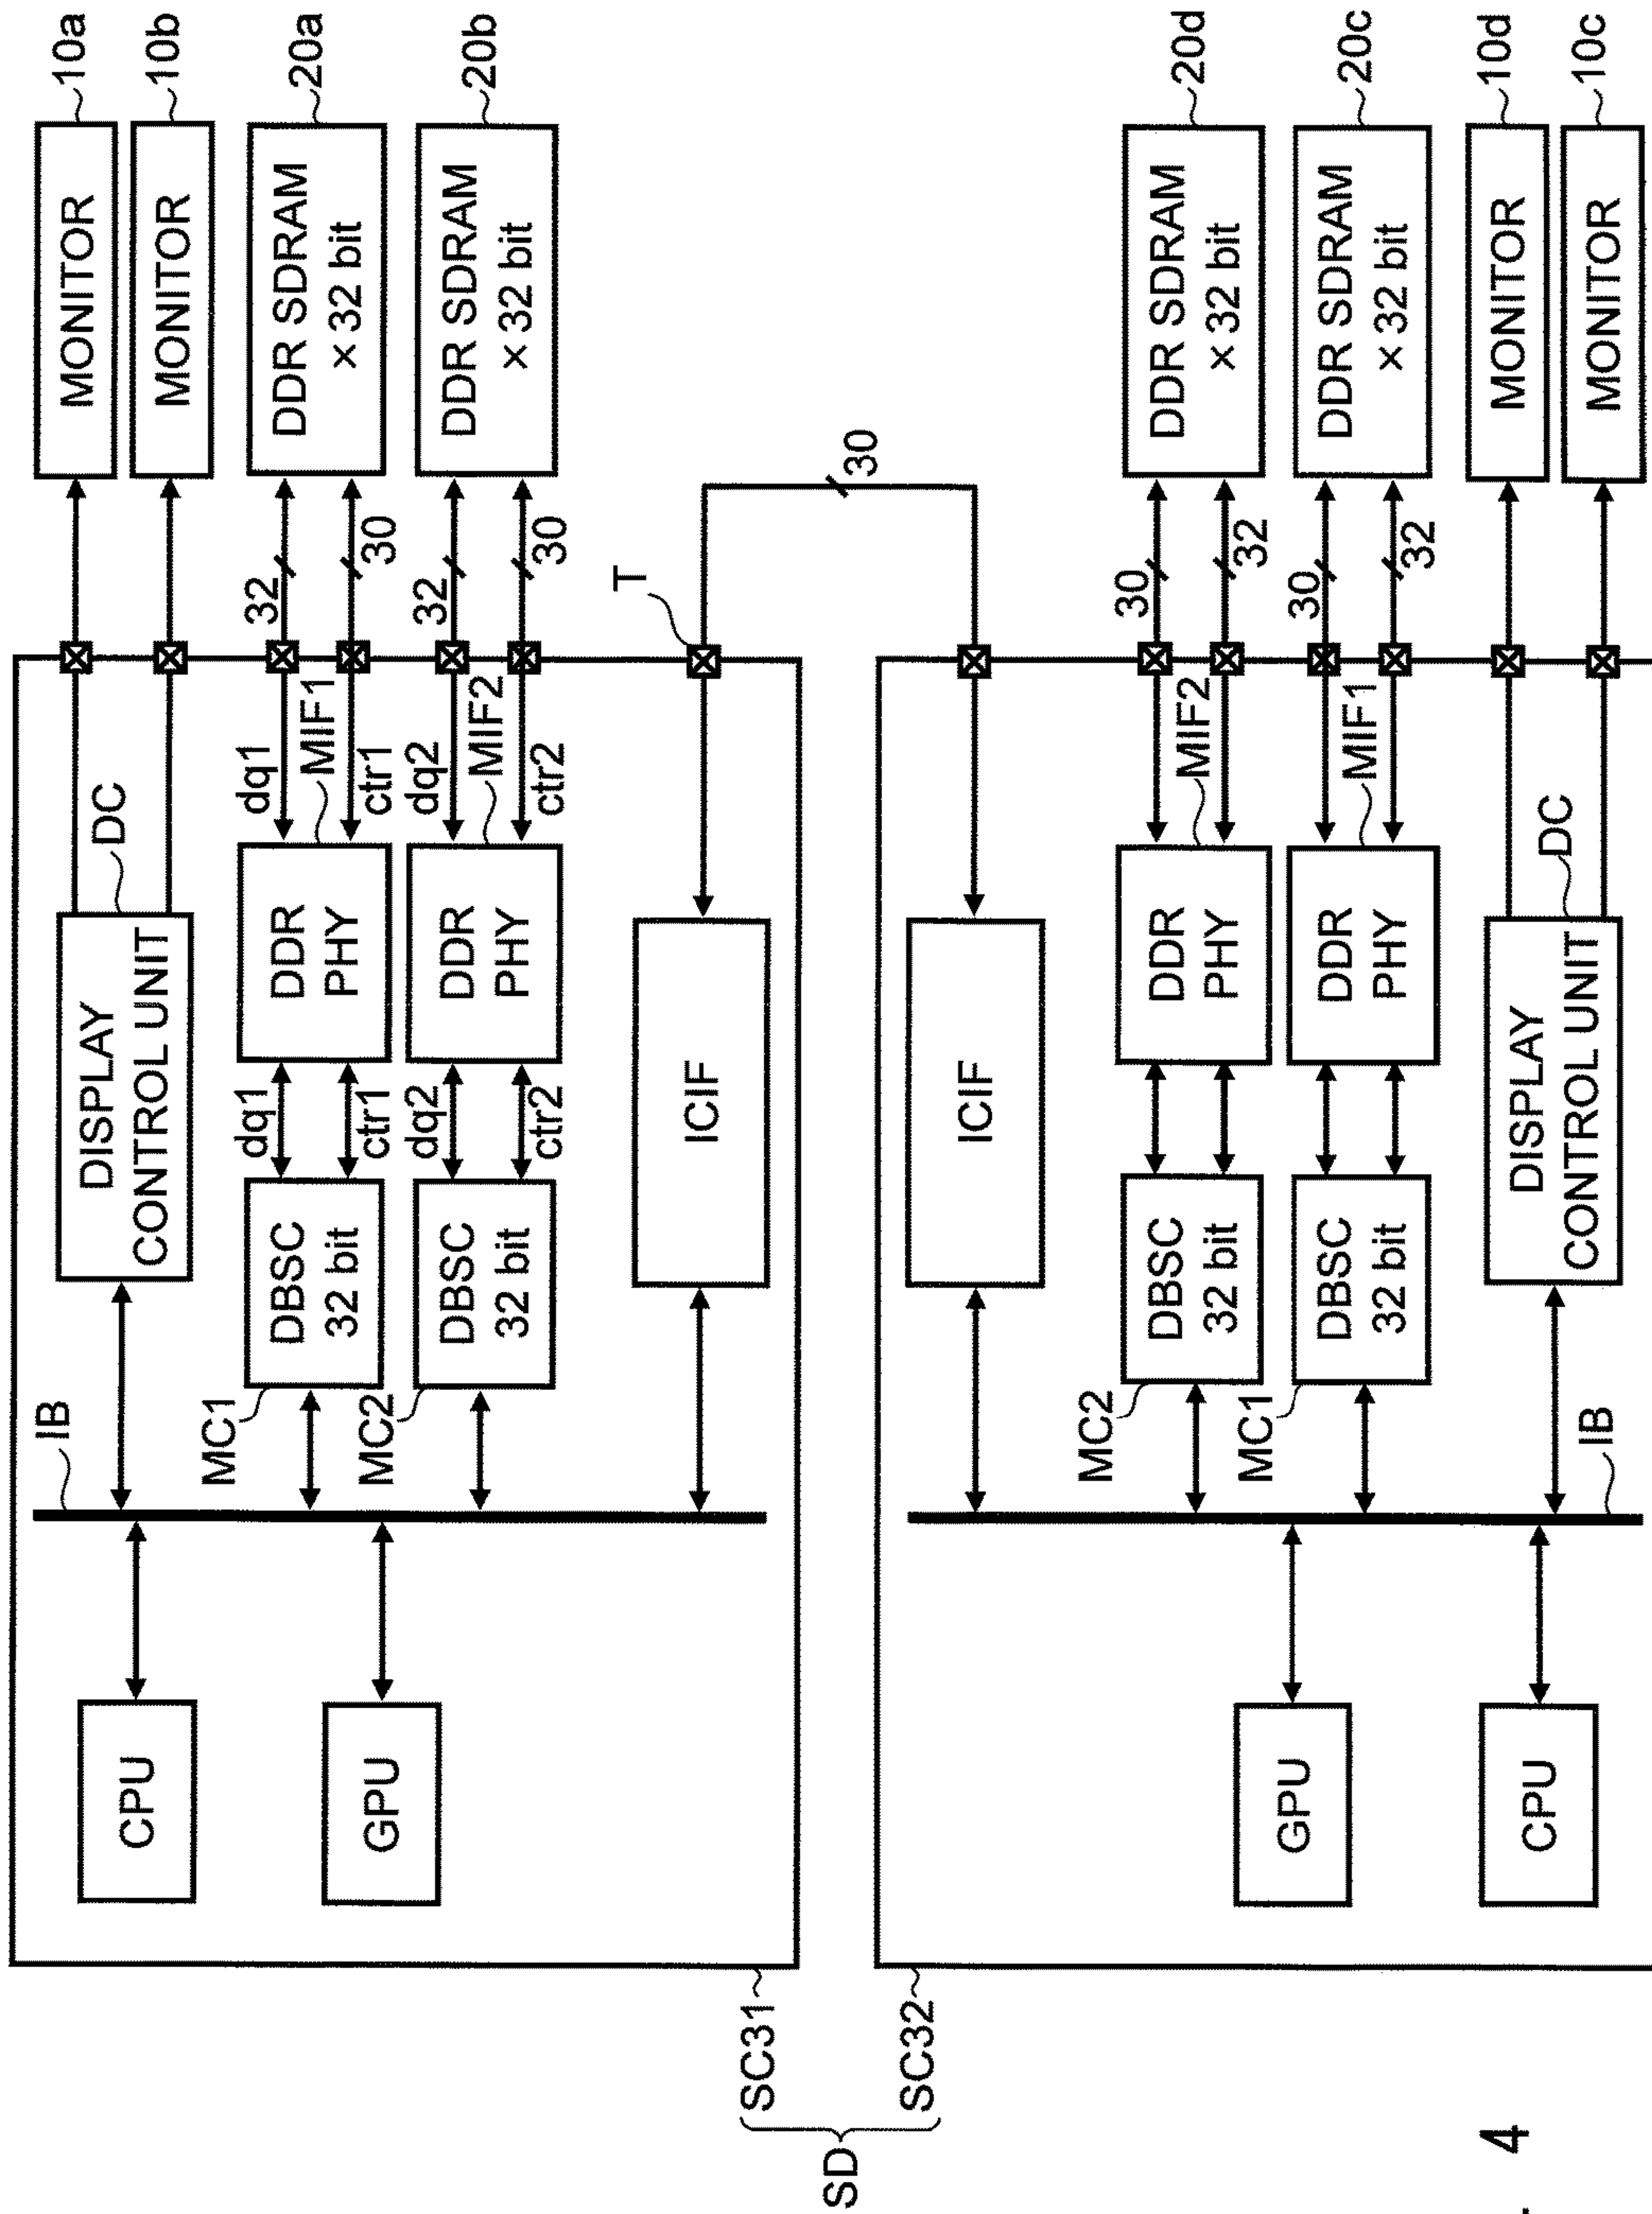 10a
10b
20a
20b
20d
20c
10d
10c
MONITOR
MONITOR
DDR SDRAM
× 32 bit
DDR SDRAM
× 32 bit
DDR SDRAM
× 32 bit
DDR SDRAM
× 32 bit
MONITOR
MONITOR
32
30
32
30
30
30
32
30
32
T
dq1
MIF1
ctr1
dq2
MIF2
ctr2
MIF2
MIF1
DC
DC
DISPLAY
CONTROL UNIT
DDR
PHY
DDR
PHY
ICIF
ICIF
DDR
PHY
DDR
PHY
DISPLAY
CONTROL UNIT
dq1
ctr1
dq2
ctr2
DBSC
32 bit
DBSC
32 bit
DBSC
32 bit
DBSC
32 bit
IB
MC1
MC2
MC2
MC1
IB
CPU
GPU
GPU
CPU
SC31
SC32
SD
. 4